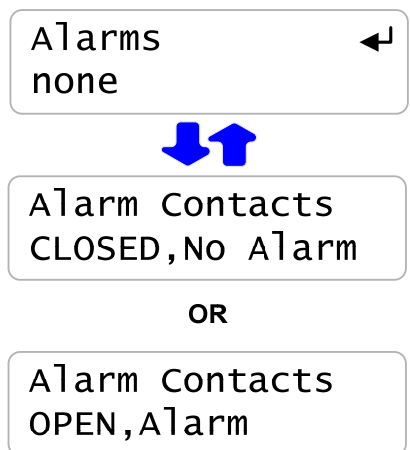 Alarms ↵
none
Alarm Contacts
CLOSED,No Alarm
OR
Alarm Contacts
OPEN,Alarm